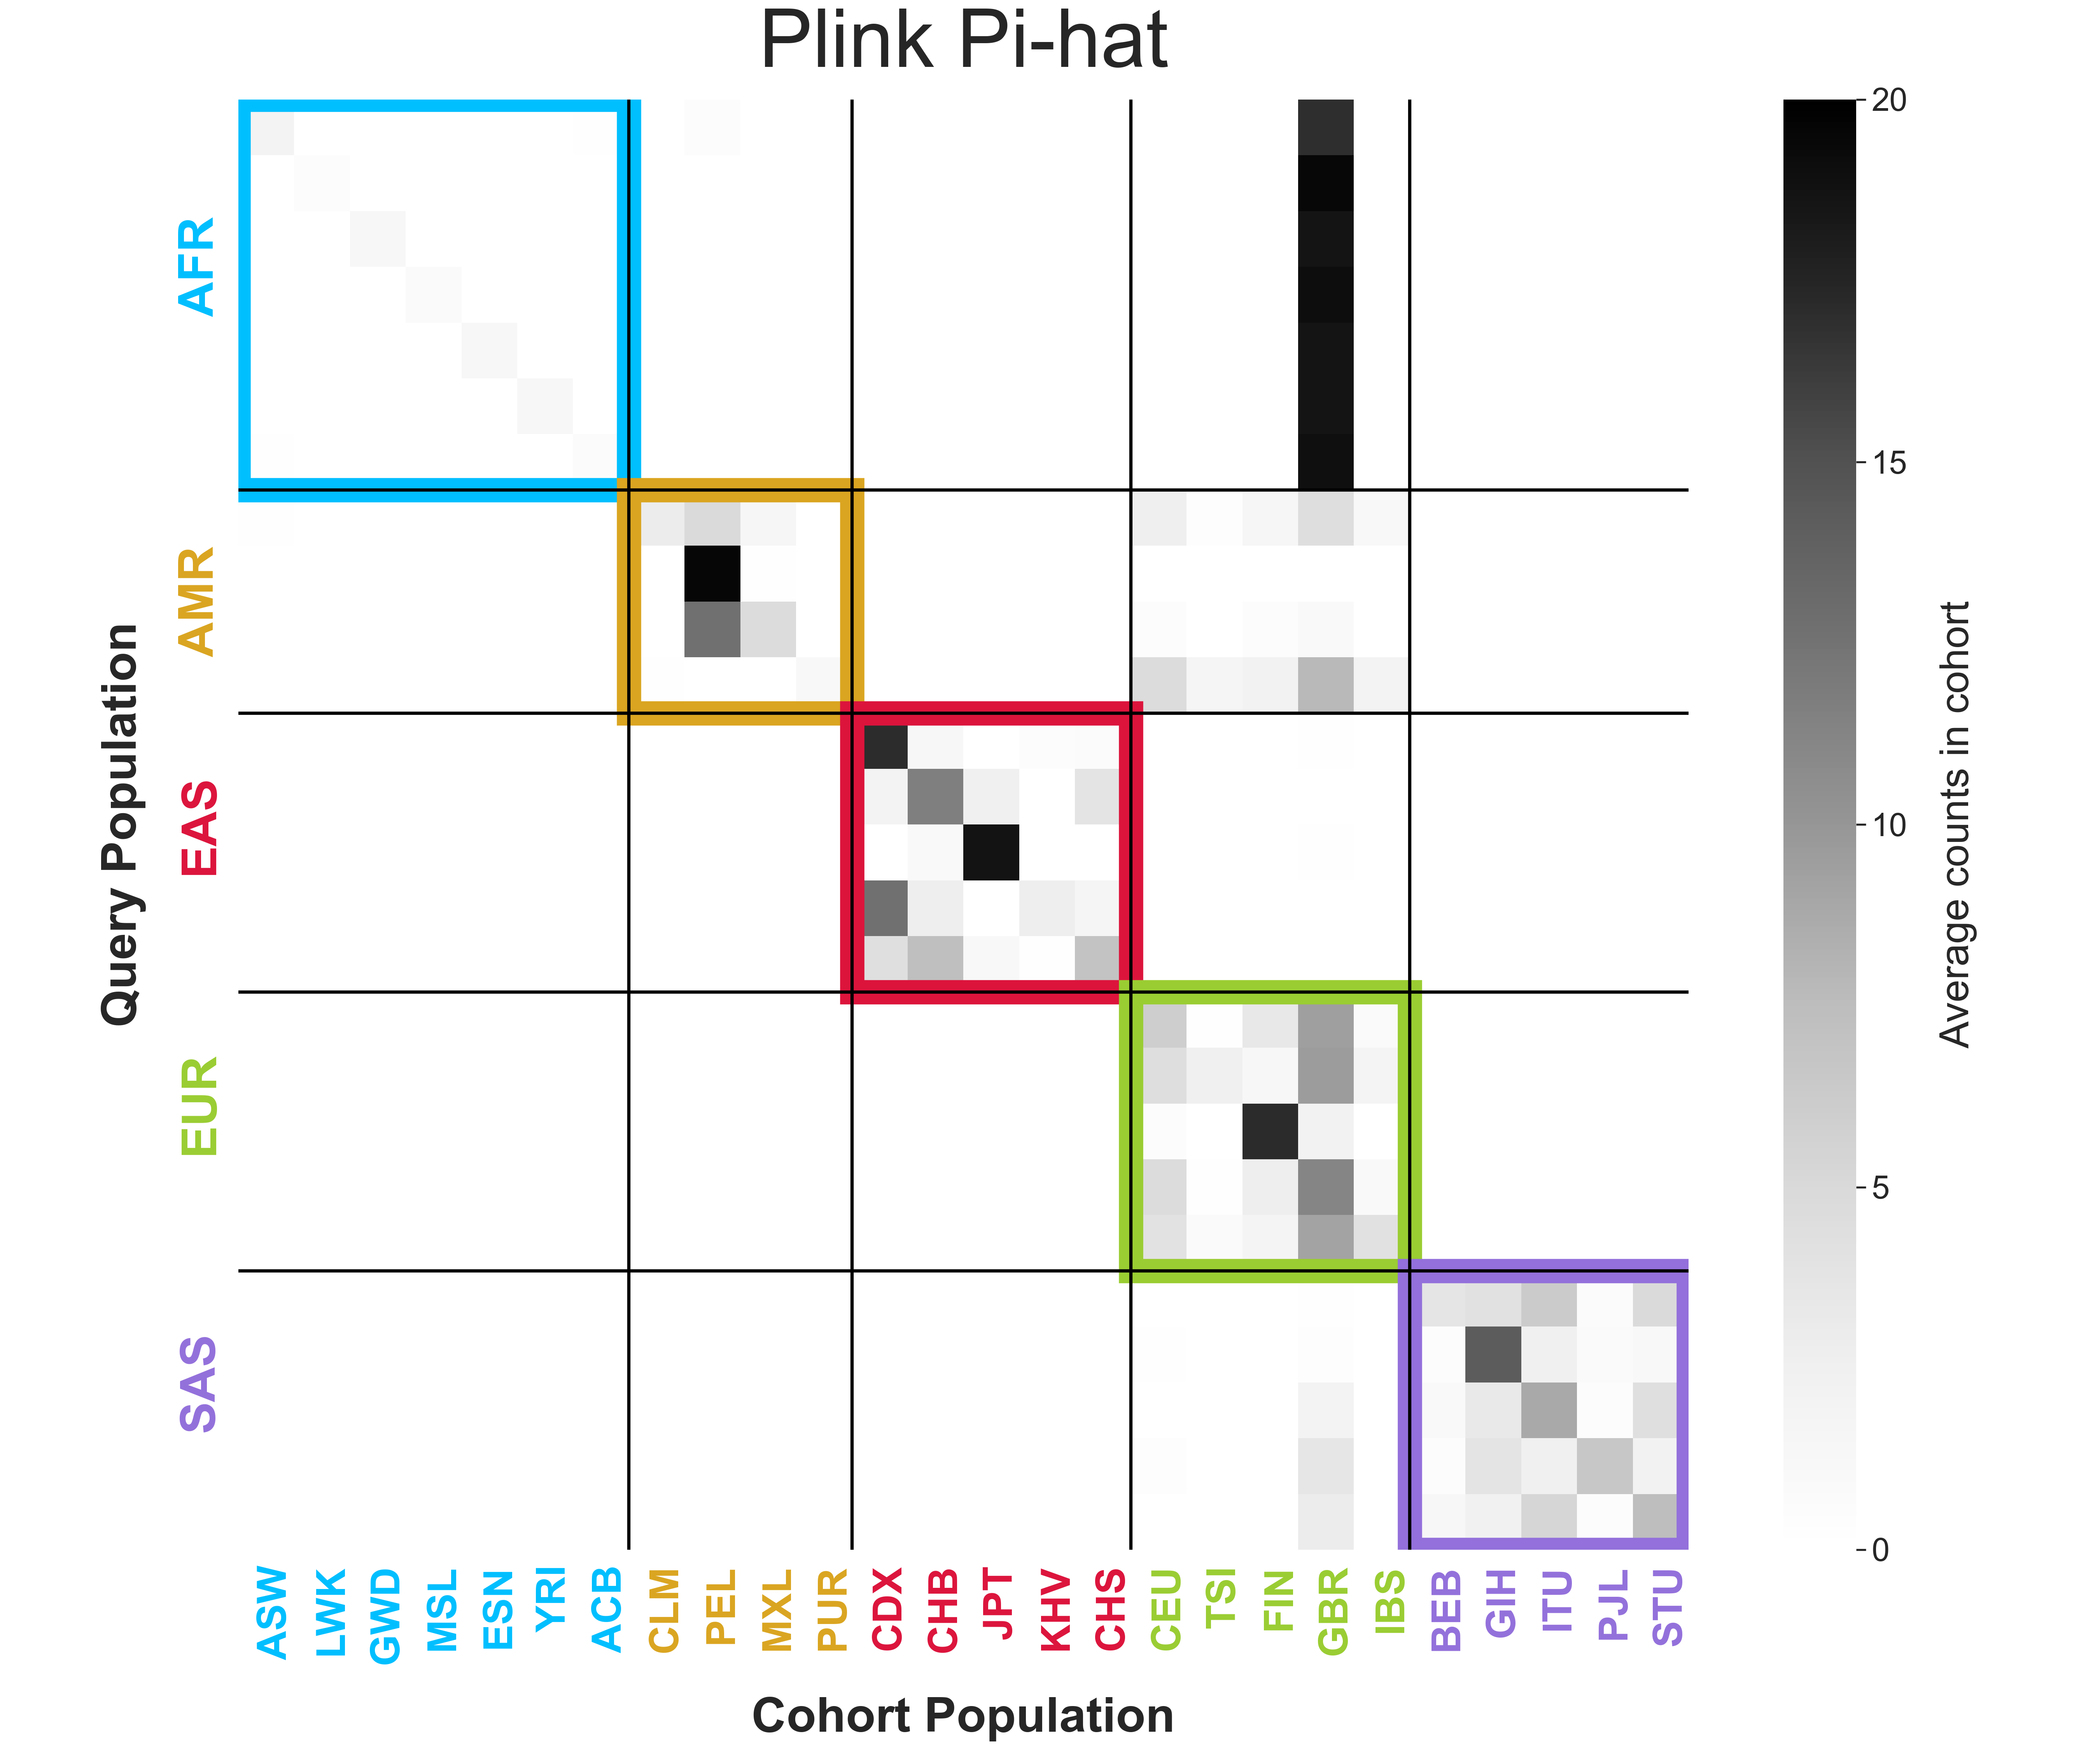 Plink Pi-hat
Query Population
AFR
AMR
EAS
EUR
SAS
ASW
LWK
GWD
MSL
ESN
YRI
ACB
CLM
PEL
MXL
PUR
CDX
CHB
JPT
KHV
CHS
CEU
TSI
FIN
GBR
IBS
BEB
GIH
ITU
PJL
STU
Cohort Population
20
15
10
5
0
Average counts in cohort